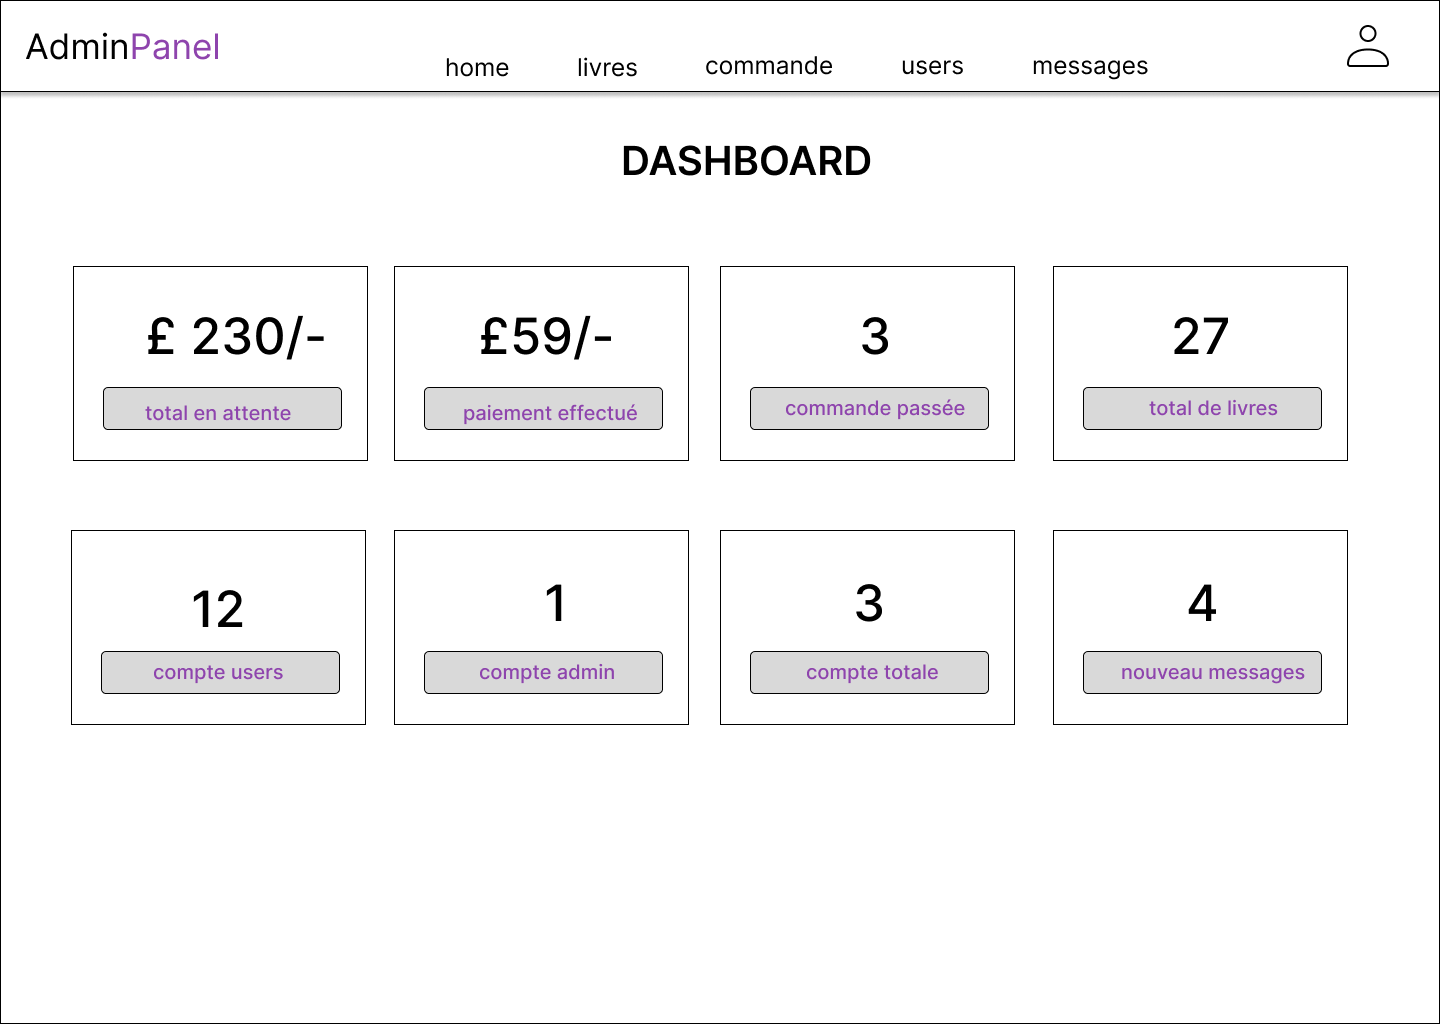 AdminPanel
home livres commande users messages
DASHBOARD
£ 230/- £59/- 3 27
total en attente paiement effectué commande passée total de livres
12 1 3 4
compte users compte admin compte totale nouveau messages